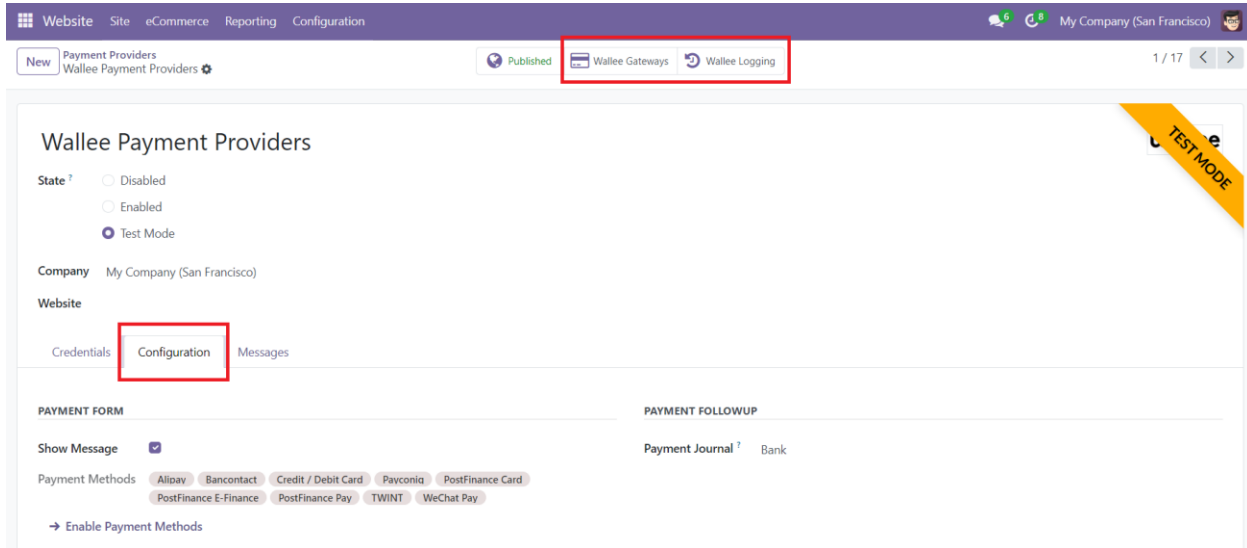 Website Site eCommerce Reporting Configuration 6 8 My Company (San Francisco)
New Payment Providers Published Wallee Gateways Wallee Logging 1 / 17
Wallee Payment Providers
Wallee Payment Providers
TEST MODE
State ? Disabled
Enabled
Test Mode
Company My Company (San Francisco)
Website
Credentials Configuration Messages
PAYMENT FORM PAYMENT FOLLOWUP
Show Message Payment Journal ? Bank
Payment Methods Alipay Bancontact Credit / Debit Card Payconiq PostFinance Card
PostFinance E-Finance PostFinance Pay TWINT WeChat Pay
→ Enable Payment Methods